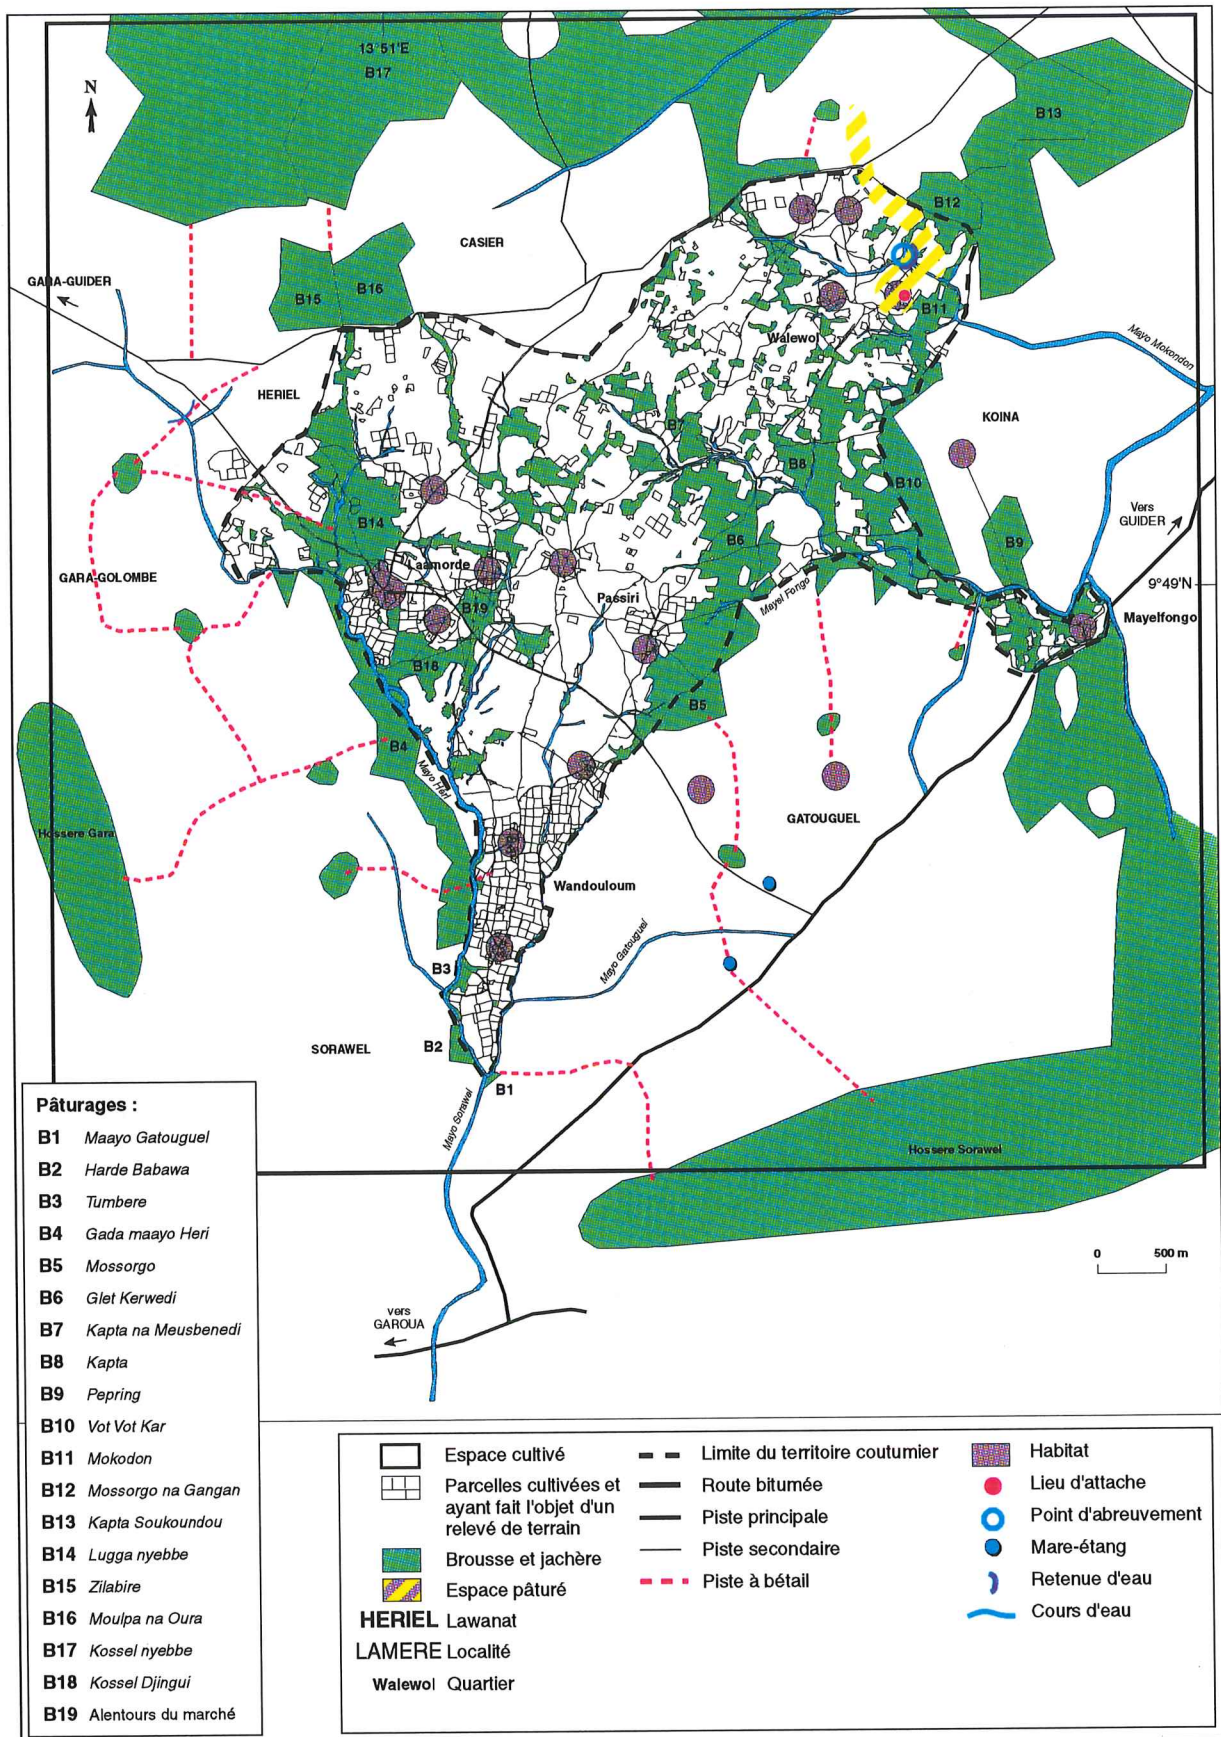 13 51'E
B17
N
B13
B12
CASIER
GARA-GUIDER
B15
B16
B11
Walewol
Mayo Mokondon
HERIEL
KOINA
B7
B8
B10
Vers
GUIDER
B14
B6
B9
Laamorde
GARA-GOLOMBE
Passiri
Mayel Fongo
9°49'N
B19
Mayelfongo
B18
B5
B4
Mayo Héri
GATOUGUEL
Hossere Gara
Wandouloum
Mayo Gatouguel
B3
SORAWEL
B2
B1
Mayo Sorawel
Hossere Sorawel
0 500 m
vers
GAROUA
Pâturages :
B1 Maayo Gatouguel
B2 Harde Babawa
B3 Tumbere
B4 Gada maayo Heri
B5 Mossorgo
B6 Glet Kerwedi
B7 Kapta na Meusbenedi
B8 Kapta
B9 Pepring
B10 Vot Vot Kar
B11 Mokodon
B12 Mossorgo na Gangan
B13 Kapta Soukoundou
B14 Lugga nyebbe
B15 Zilabire
B16 Moulpa na Oura
B17 Kossel nyebbe
B18 Kossel Djingui
B19 Alentours du marché
Espace cultivé
Parcelles cultivées et
ayant fait l'objet d'un
relevé de terrain
Brousse et jachère
Espace pâturé
HERIEL Lawanat
LAMERE Localité
Walewol Quartier
Limite du territoire coutumier
Route bitumée
Piste principale
Piste secondaire
Piste à bétail
Habitat
Lieu d'attache
Point d'abreuvement
Mare-étang
Retenue d'eau
Cours d'eau